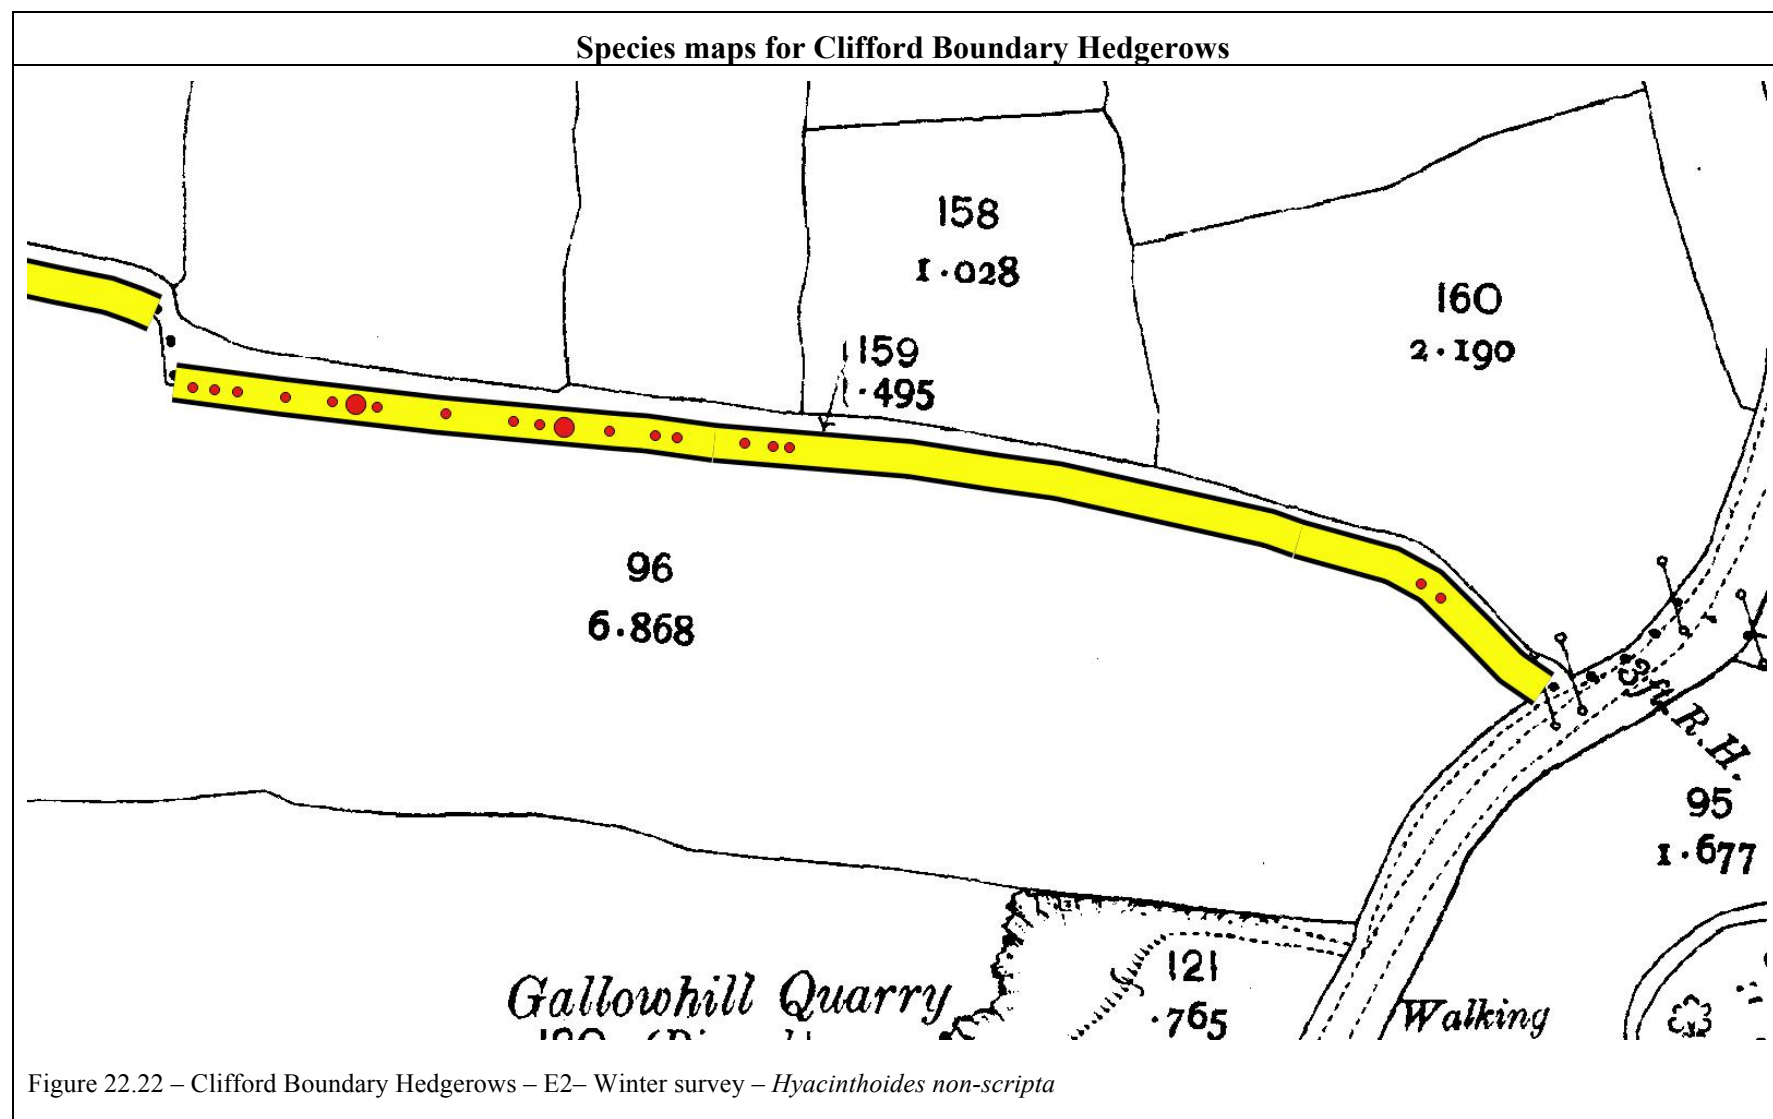 Species maps for Clifford Boundary Hedgerows
158
1.028
160
2.190
159
.495
96
6.868
3ft. R.H.
95
1.677
121
.765
Gallowhill Quarry
Walking
Figure 22.22 – Clifford Boundary Hedgerows – E2– Winter survey – Hyacinthoides non-scripta